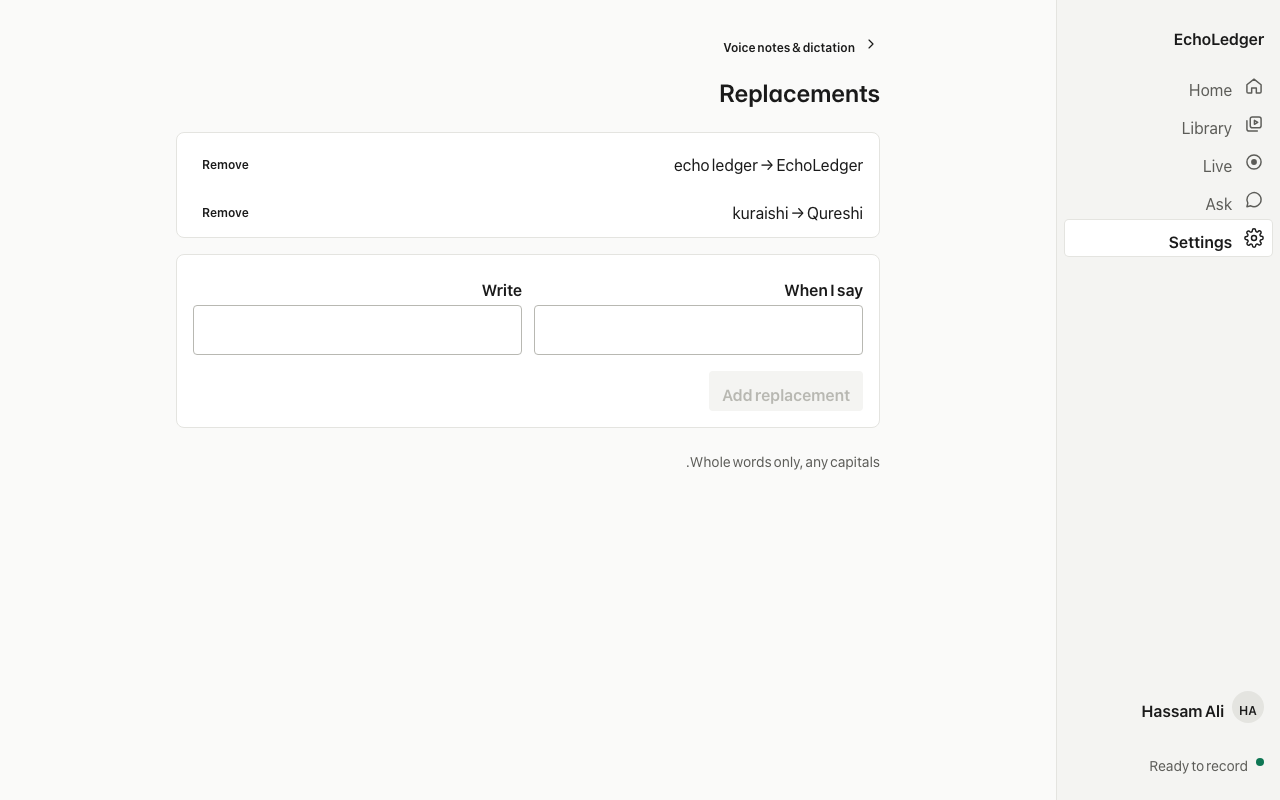 EchoLedger
Home
Library
Live
Ask
Settings
Hassam Ali
HA
Ready to record
Voice notes & dictation
Replacements
echo ledger → EchoLedger
Remove
kuraishi → Qureshi
Remove
When I say
Write
Add replacement
.Whole words only, any capitals